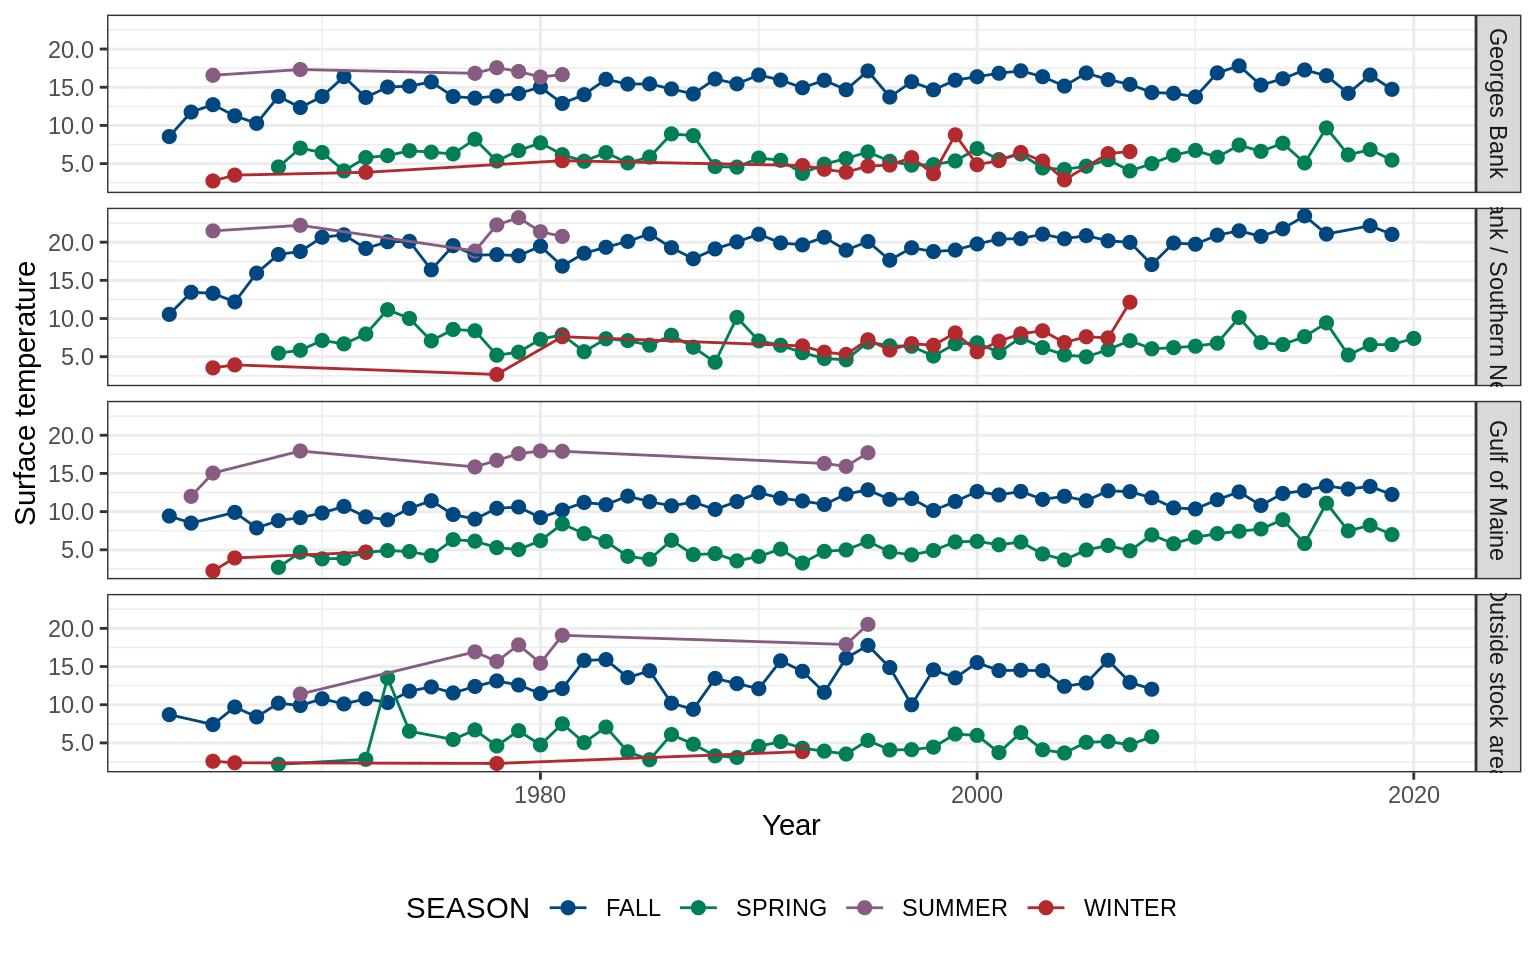 Surface temperature
20.0
15.0
10.0
5.0
Georges Bank
20.0
15.0
10.0
5.0
ank / Southern Ne
20.0
15.0
10.0
5.0
Gulf of Maine
20.0
15.0
10.0
5.0
Outside stock area
1980 2000 2020
Year
SEASON FALL SPRING SUMMER WINTER